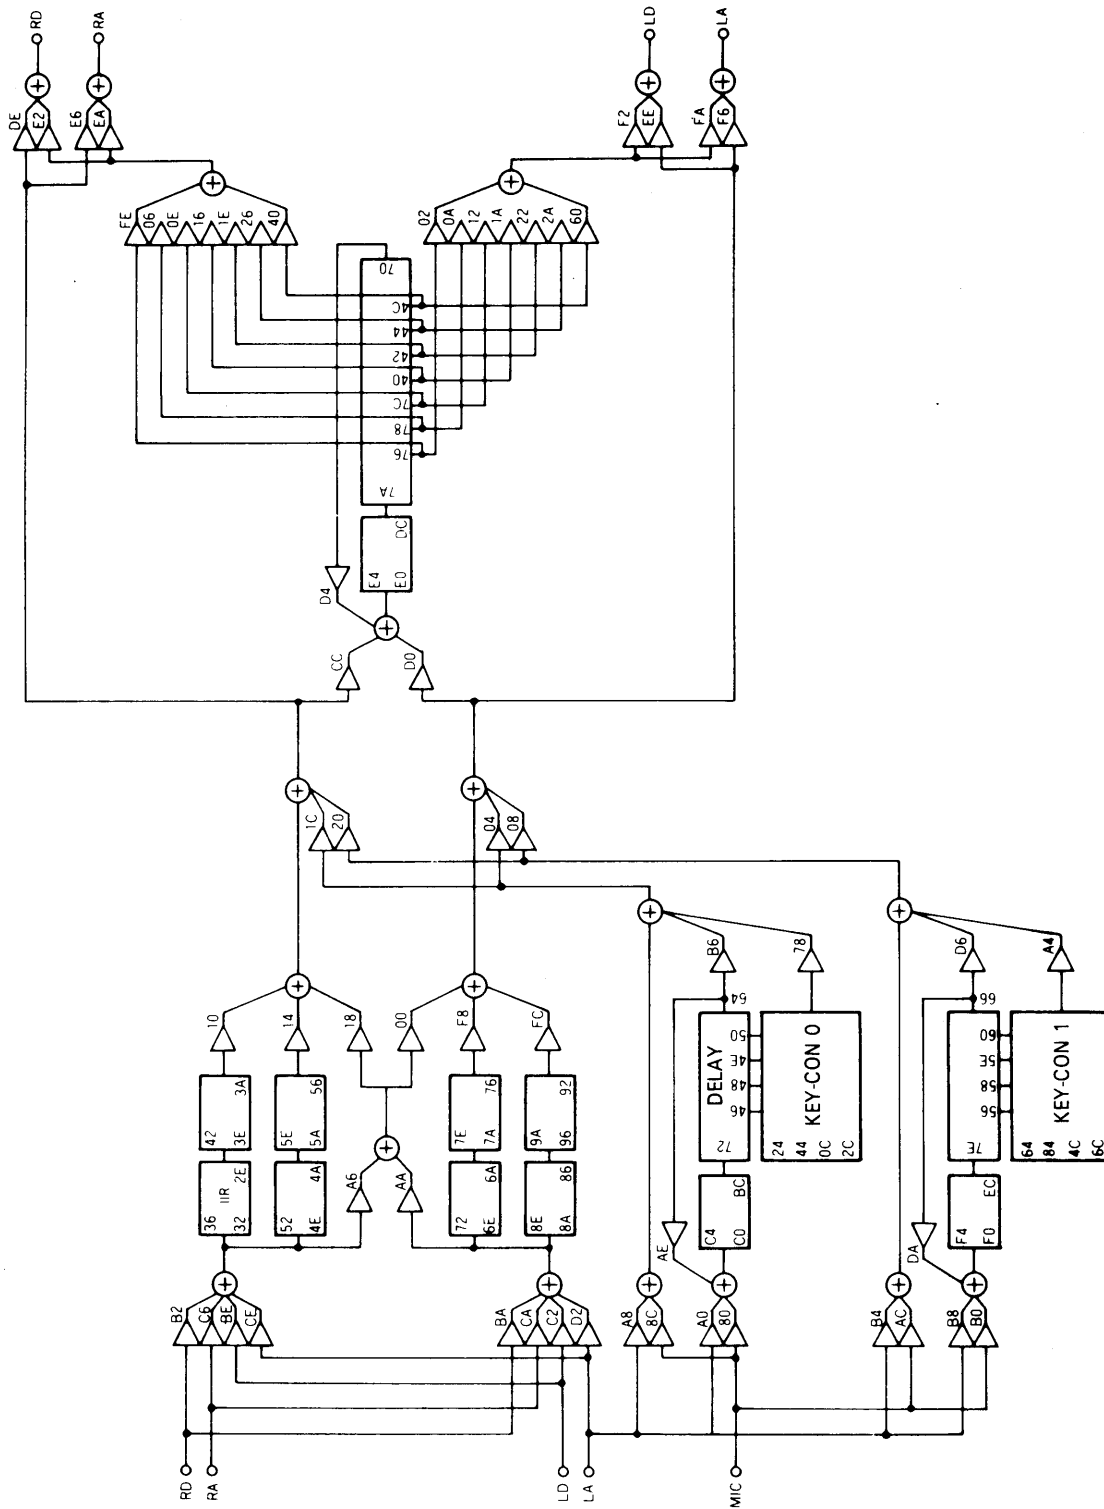 DE
E2
RD
E6
EA
RA
F2
EE
LD
FA
F6
LA
FE
06
0E
16
1E
26
40
02
0A
12
1A
22
2A
60
70
4C
44
42
40
7C
78
76
7A
DC
E4
E0
D4
CC
D0
1C
20
04
08
10
14
18
00
F8
FC
B6
78
D6
A4
64
66
42
3A
3E
5E
56
5A
7E
76
7A
9A
92
96
36
IIR
2E
32
52
4A
4E
72
6A
6E
8E
86
8A
A6
AA
DELAY
72
50
4E
48
46
KEY-CON 0
24
44
0C
2C
7E
60
5E
58
56
KEY-CON 1
64
84
4C
6C
C4
BC
C0
F4
EC
F0
AE
DA
B2
C6
BE
CE
BA
CA
C2
D2
A8
8C
A0
80
B4
AC
B8
B0
RD
RA
LD
LA
MIC